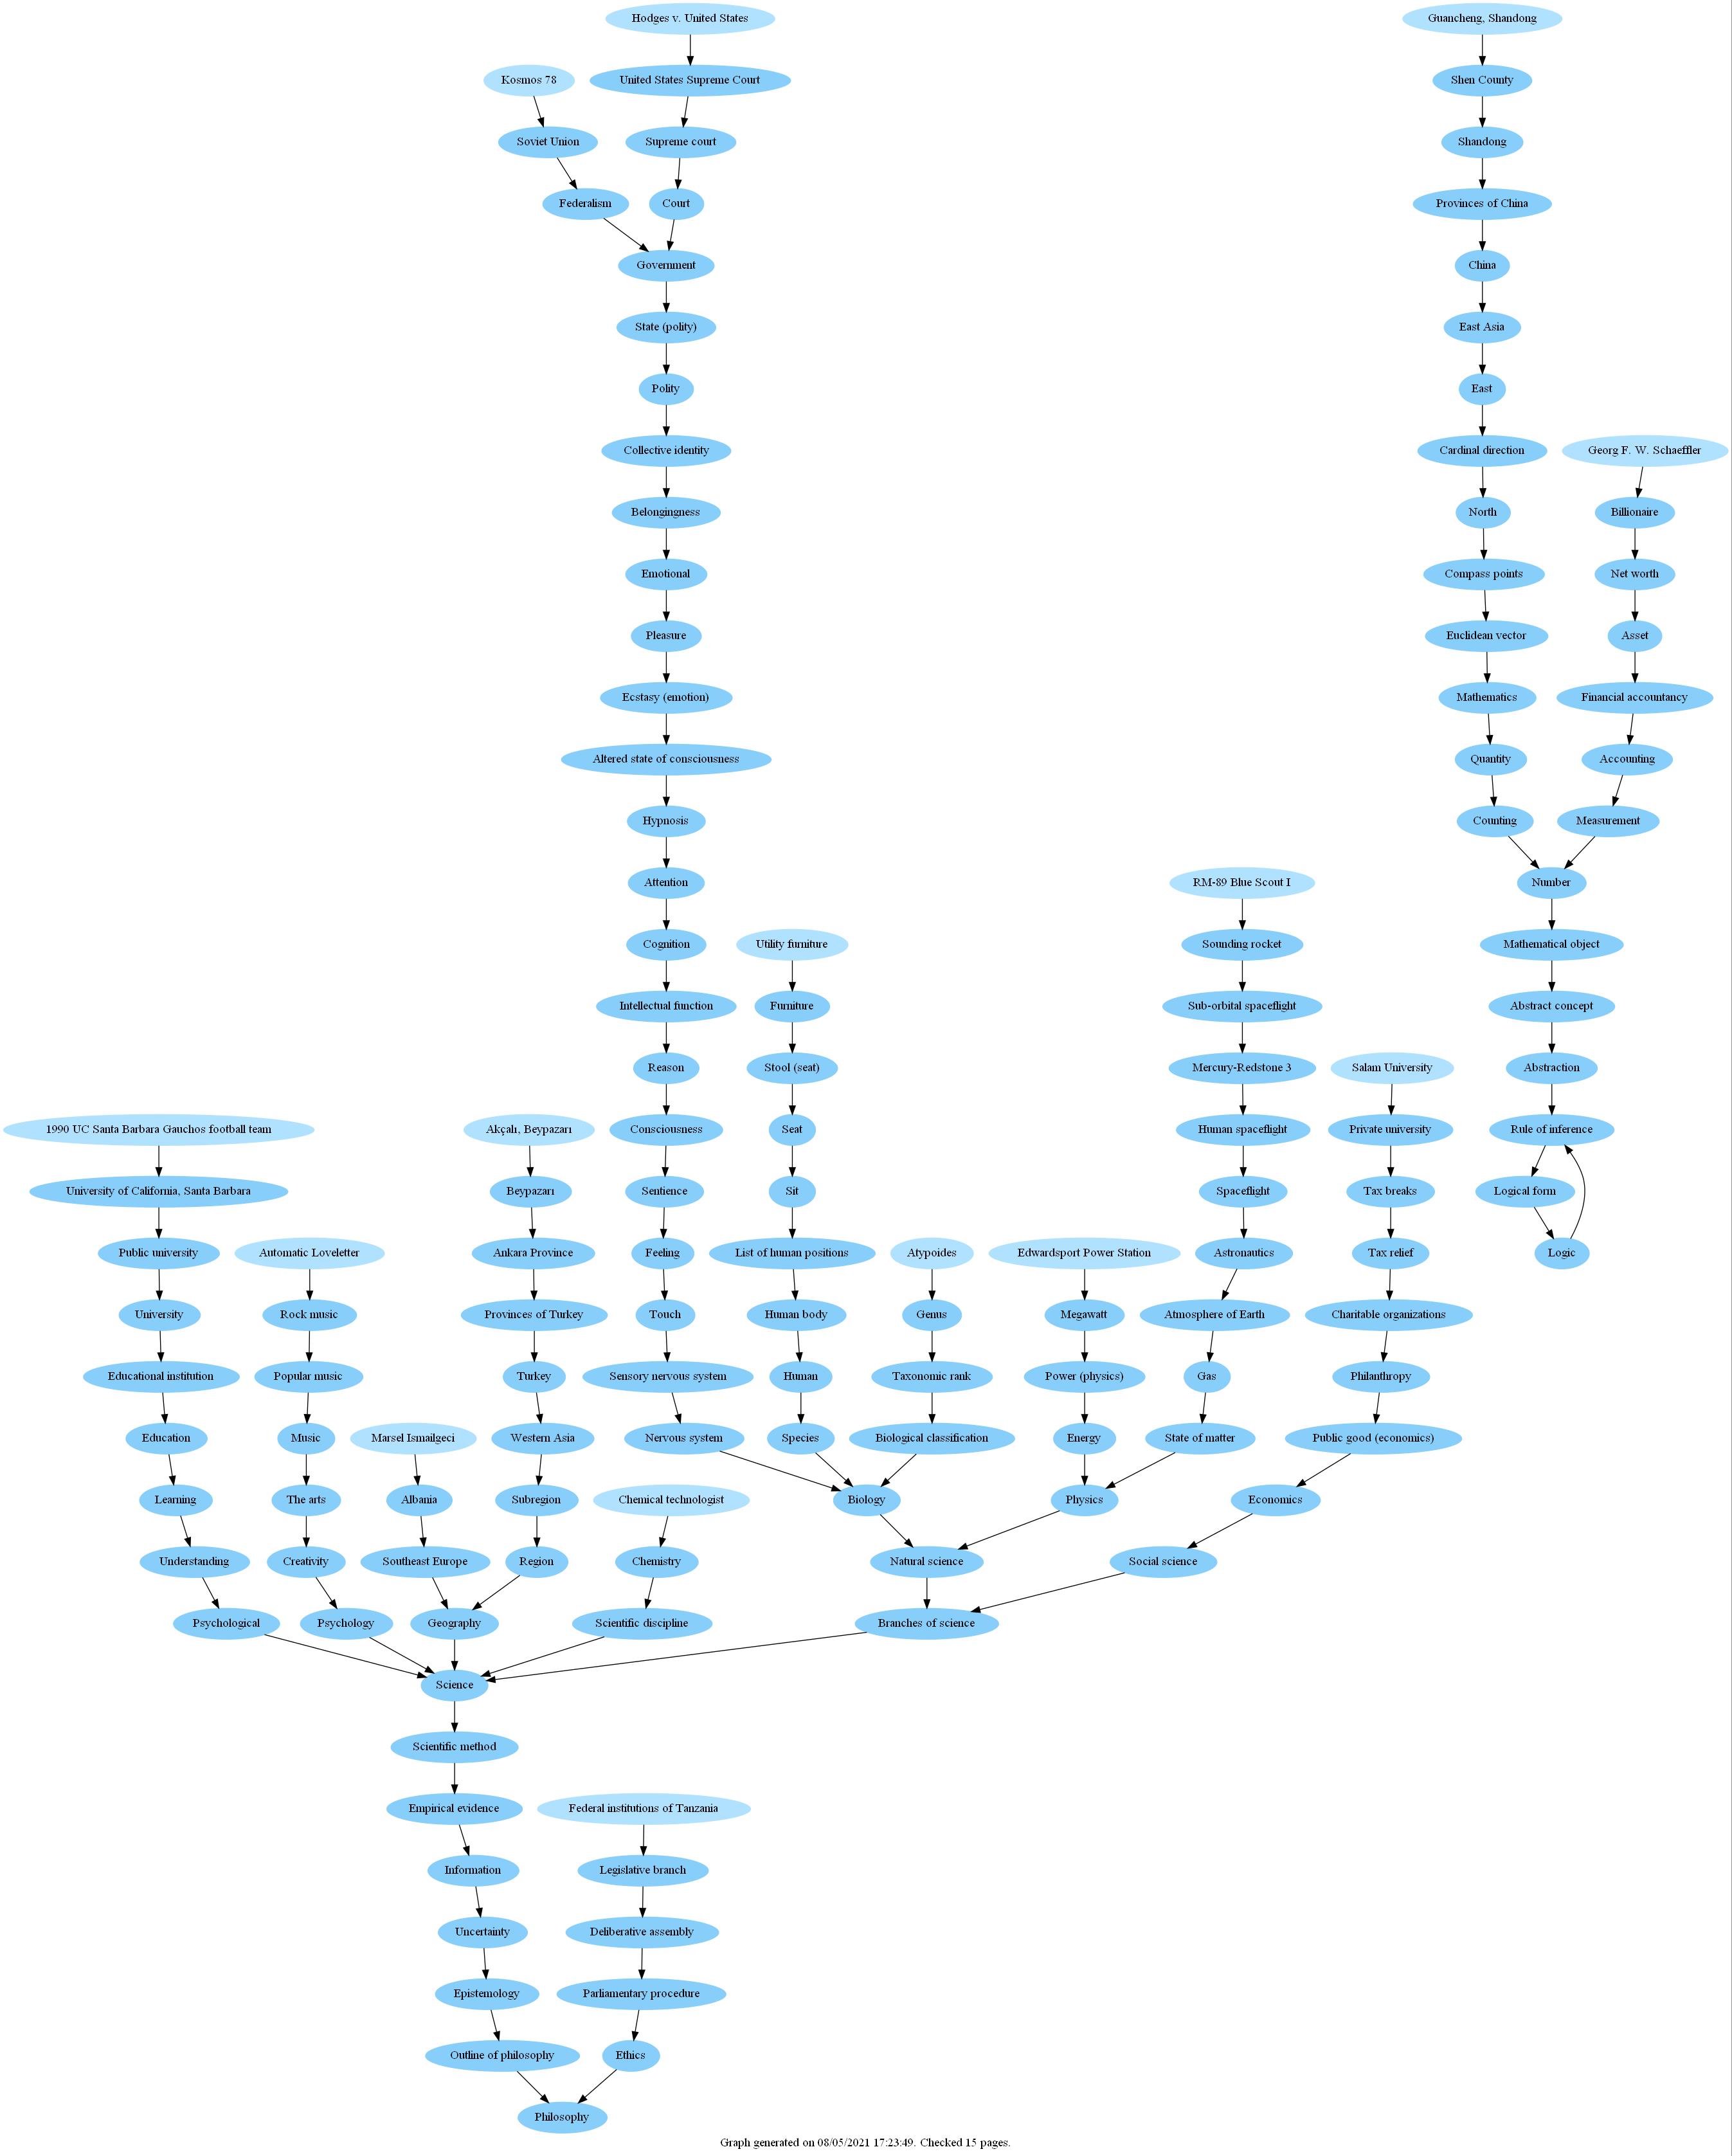 Hodges v. United States
Guancheng, Shandong
Kosmos 78
United States Supreme Court
Shen County
Soviet Union
Supreme court
Shandong
Federalism
Court
Provinces of China
Government
China
State (polity)
East Asia
Polity
East
Collective identity
Cardinal direction
Georg F. W. Schaeffler
Belongingness
North
Billionaire
Emotional
Compass points
Net worth
Pleasure
Euclidean vector
Asset
Ecstasy (emotion)
Mathematics
Financial accountancy
Altered state of consciousness
Quantity
Accounting
Hypnosis
Counting
Measurement
Attention
RM-89 Blue Scout I
Number
Cognition
Utility furniture
Sounding rocket
Mathematical object
Intellectual function
Furniture
Sub-orbital spaceflight
Abstract concept
Reason
Stool (seat)
Mercury-Redstone 3
Salam University
Abstraction
1990 UC Santa Barbara Gauchos football team
Akçalı, Beypazarı
Consciousness
Seat
Human spaceflight
Private university
Rule of inference
University of California, Santa Barbara
Beypazarı
Sentience
Sit
Spaceflight
Tax breaks
Logical form
Public university
Automatic Loveletter
Ankara Province
Feeling
List of human positions
Atypoides
Edwardsport Power Station
Astronautics
Tax relief
Logic
University
Rock music
Provinces of Turkey
Touch
Human body
Genus
Megawatt
Atmosphere of Earth
Charitable organizations
Educational institution
Popular music
Turkey
Sensory nervous system
Human
Taxonomic rank
Power (physics)
Gas
Philanthropy
Education
Music
Marsel Ismailgeci
Western Asia
Nervous system
Species
Biological classification
Energy
State of matter
Public good (economics)
Learning
The arts
Albania
Subregion
Chemical technologist
Biology
Physics
Economics
Understanding
Creativity
Southeast Europe
Region
Chemistry
Natural science
Social science
Psychological
Psychology
Geography
Scientific discipline
Branches of science
Science
Scientific method
Empirical evidence
Federal institutions of Tanzania
Information
Legislative branch
Uncertainty
Deliberative assembly
Epistemology
Parliamentary procedure
Outline of philosophy
Ethics
Philosophy
Graph generated on 08/05/2021 17:23:49. Checked 15 pages.